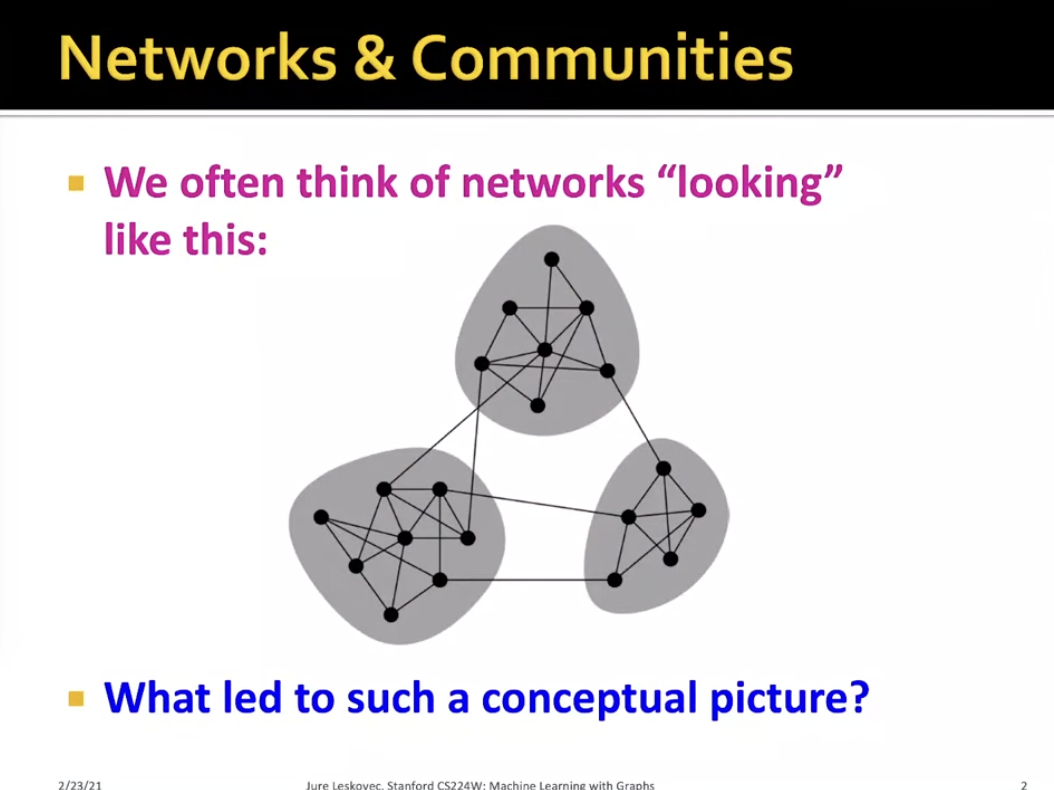 Networks & Communities
▪ We often think of networks “looking”
like this:
▪ What led to such a conceptual picture?
2/23/21
Jure Leskovec, Stanford CS224W: Machine Learning with Graphs
2